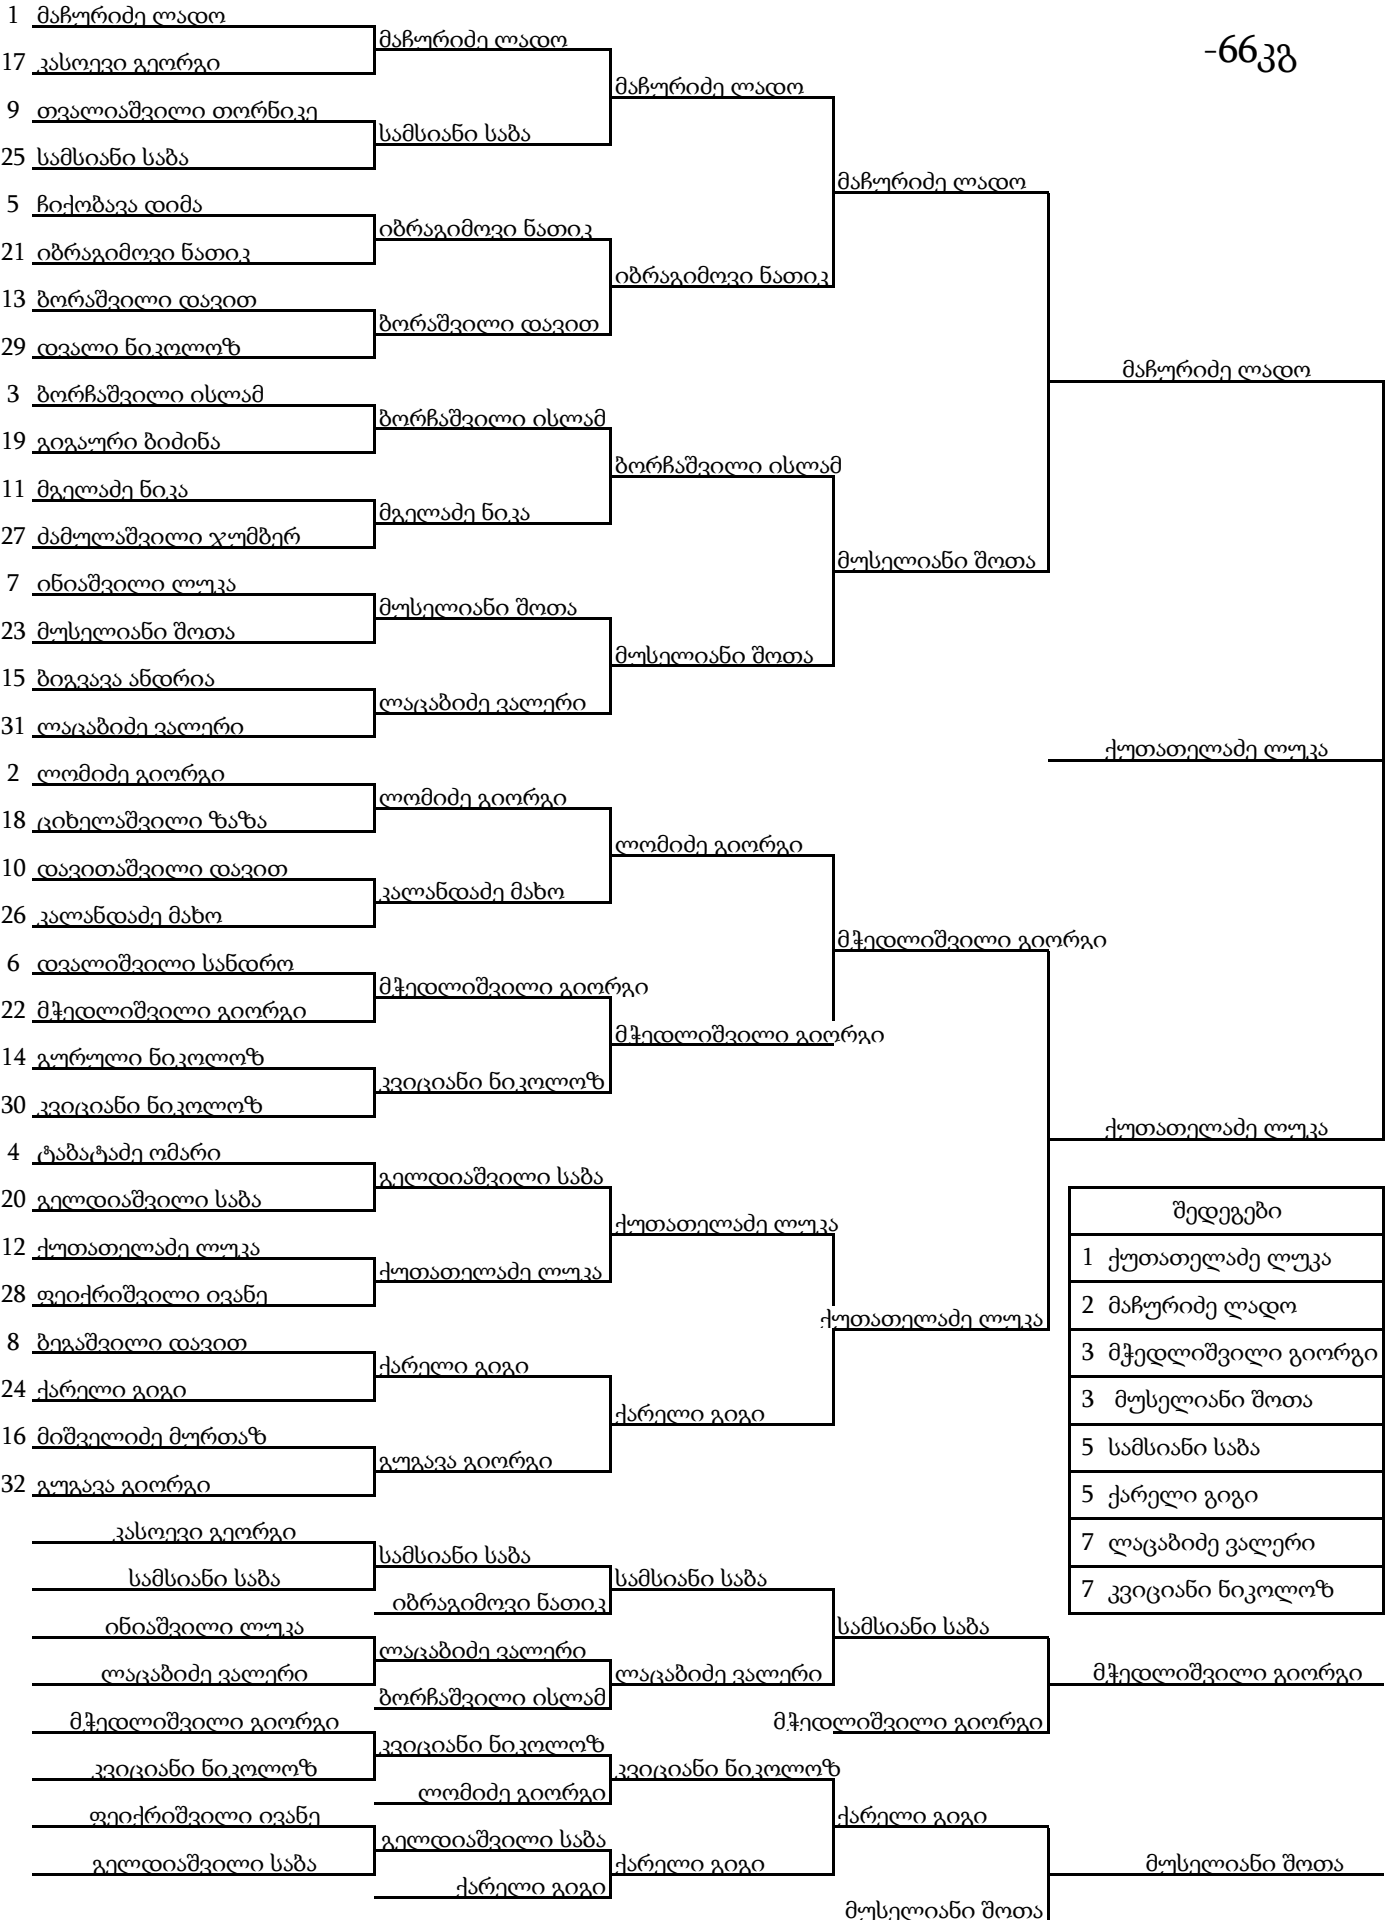 -66კგ
1 მაჩურიძე ლადო
მაჩურიძე ლადო
17 კასოევი გეორგი
მაჩურიძე ლადო
9 თვალიაშვილი თორნიკე
სამსიანი საბა
25 სამსიანი საბა
მაჩურიძე ლადო
5 ჩიქობავა დიმა
იბრაგიმოვი ნათიკ
21 იბრაგიმოვი ნათიკ
იბრაგიმოვი ნათიკ
13 ბორაშვილი დავით
ბორაშვილი დავით
29 დვალი ნიკოლოზ
მაჩურიძე ლადო
3 ბორჩაშვილი ისლამ
ბორჩაშვილი ისლამ
19 გიგაური ბიძინა
ბორჩაშვილი ისლამ
11 მგელაძე ნიკა
მგელაძე ნიკა
27 ძამულაშვილი ჯუმბერ
მუსელიანი შოთა
7 ინიაშვილი ლუკა
მუსელიანი შოთა
23 მუსელიანი შოთა
მუსელიანი შოთა
15 ბიგვავა ანდრია
ლაცაბიძე ვალერი
31 ლაცაბიძე ვალერი
ქუთათელაძე ლუკა
2 ლომიძე გიორგი
ლომიძე გიორგი
18 ციხელაშვილი ზაზა
ლომიძე გიორგი
10 დავითაშვილი დავით
კალანდაძე მახო
26 კალანდაძე მახო
მჭედლიშვილი გიორგი
6 დვალიშვილი სანდრო
მჭედლიშვილი გიორგი
22 მჭედლიშვილი გიორგი
მჭედლიშვილი გიორგი
14 გურული ნიკოლოზ
კვიციანი ნიკოლოზ
30 კვიციანი ნიკოლოზ
ქუთათელაძე ლუკა
4 ტაბატაძე ომარი
გელდიაშვილი საბა
20 გელდიაშვილი საბა
ქუთათელაძე ლუკა
12 ქუთათელაძე ლუკა
ქუთათელაძე ლუკა
28 ფეიქრიშვილი ივანე
ქუთათელაძე ლუკა
8 ბეგაშვილი დავით
ქარელი გიგი
24 ქარელი გიგი
ქარელი გიგი
16 მიშველიძე მურთაზ
გუგავა გიორგი
32 გუგავა გიორგი
შედეგები
1 ქუთათელაძე ლუკა
2 მაჩურიძე ლადო
3 მჭედლიშვილი გიორგი
3 მუსელიანი შოთა
5 სამსიანი საბა
5 ქარელი გიგი
7 ლაცაბიძე ვალერი
7 კვიციანი ნიკოლოზ
კასოევი გეორგი
სამსიანი საბა
სამსიანი საბა
სამსიანი საბა
იბრაგიმოვი ნათიკ
ინიაშვილი ლუკა
სამსიანი საბა
ლაცაბიძე ვალერი
ლაცაბიძე ვალერი
ლაცაბიძე ვალერი
მჭედლიშვილი გიორგი
ბორჩაშვილი ისლამ
მჭედლიშვილი გიორგი
მჭედლიშვილი გიორგი
კვიციანი ნიკოლოზ
კვიციანი ნიკოლოზ
კვიციანი ნიკოლოზ
ლომიძე გიორგი
ფეიქრიშვილი ივანე
ქარელი გიგი
გელდიაშვილი საბა
გელდიაშვილი საბა
ქარელი გიგი
მუსელიანი შოთა
ქარელი გიგი
მუსელიანი შოთა